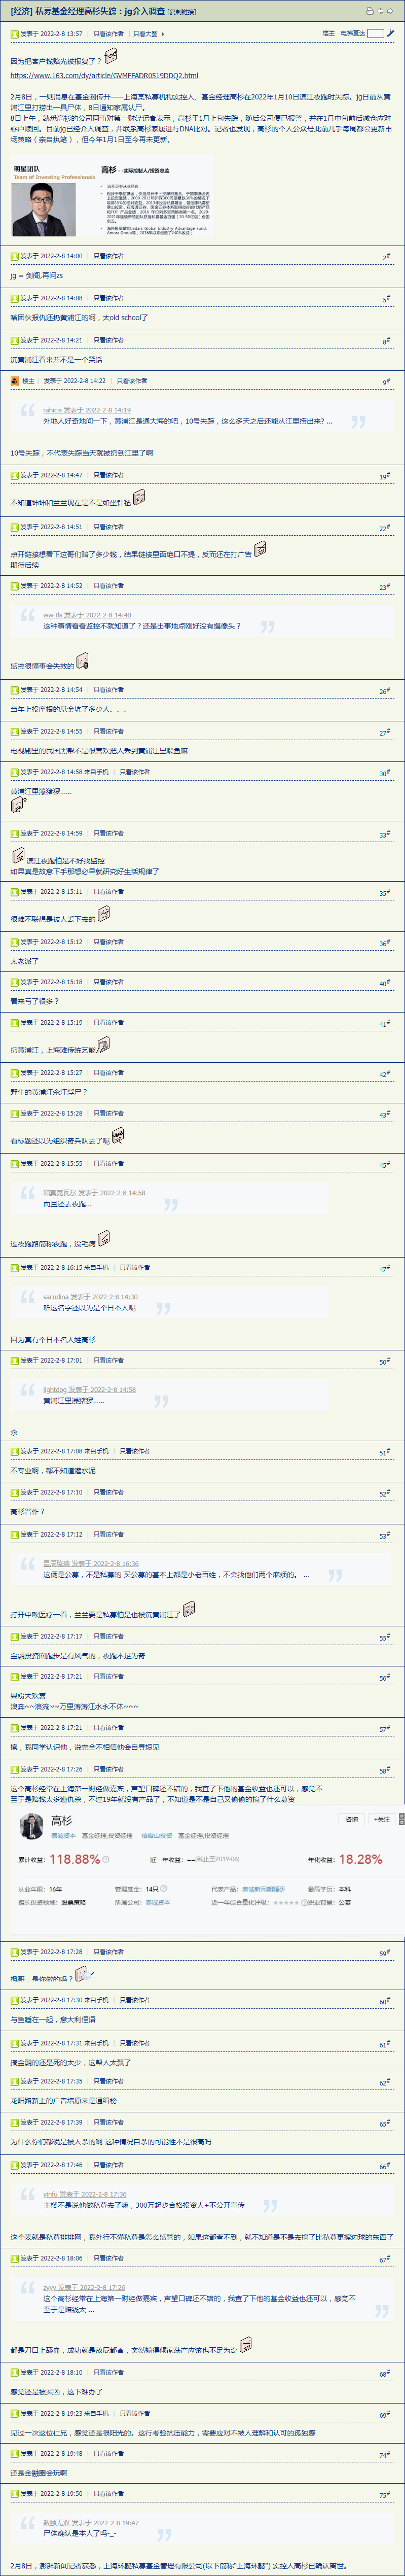 [经济] 私募基金经理高杉失踪；jg介入调查 [复制链接]
发表于 2022-2-8 13:57 | 只看该作者 | 只看大图
楼主 电梯直达
因为把客户钱赔光被报复了？
https://www.163.com/dy/article/GVMFFADR0519DDQ2.html
2月8日，一则消息在基金圈传开——上海某私募机构实控人、基金经理高杉在2022年1月10日滨江夜跑时失踪。jg日前从黄
浦江里打捞出一具尸体，8日通知家属认尸。
8日上午，熟悉高杉的公司同事对第一财经记者表示，高杉于1月上旬失踪，随后公司便已报警，并在1月中旬前后减仓应对
客户赎回。目前jg已经介入调查，并联系高杉家属进行DNA比对。记者也发现，高杉的个人公众号此前几乎每周都会更新市
场策略（亲自执笔），但今年1月1日至今再未更新。
明星团队
Team of Investing Professionals
高杉 --实际控制人/投资总监
发表于 2022-2-8 14:00 | 只看该作者
2#
jg = 剑阁,再问zs
发表于 2022-2-8 14:08 | 只看该作者
5#
啥团伙报仇还扔黄浦江的啊，太old school了
发表于 2022-2-8 14:21 | 只看该作者
8#
沉黄浦江看来并不是一个笑话
楼主 | 发表于 2022-2-8 14:22 | 只看该作者
9#
rahicis 发表于 2022-2-8 14:19
外地人好奇地问一下，黄浦江是通大海的吧，10号失踪，这么多天之后还能从江里捞出来? ...
10号失踪，不代表失踪当天就被扔到江里了啊
发表于 2022-2-8 14:47 | 只看该作者
19#
不知道坤坤和兰兰现在是不是如坐针毡
发表于 2022-2-8 14:51 | 只看该作者
22#
点开链接想看下这哥们赔了多少钱，结果链接里面绝口不提，反而还在打广告
期待后续
发表于 2022-2-8 14:52 | 只看该作者
23#
ww-tls 发表于 2022-2-8 14:40
这种事情看看监控不就知道了？还是出事地点刚好没有摄像头？
监控很懂事会失效的
发表于 2022-2-8 14:54 | 只看该作者
26#
当年上投摩根的基金坑了多少人。。。
发表于 2022-2-8 14:55 | 只看该作者
27#
电视剧里的民国黑帮不是很喜欢把人丢到黄浦江里喂鱼嘛
发表于 2022-2-8 14:58 来自手机 | 只看该作者
30#
黄浦江里渗猪猡......
发表于 2022-2-8 14:59 | 只看该作者
33#
滨江夜跑怕是不好找监控
如果真是故意下手那想必早就研究好生活规律了
发表于 2022-2-8 15:11 | 只看该作者
35#
很难不联想是被人丢下去的
发表于 2022-2-8 15:12 | 只看该作者
36#
太老派了
发表于 2022-2-8 15:18 | 只看该作者
40#
看来亏了很多？
发表于 2022-2-8 15:19 | 只看该作者
41#
扔黄浦江，上海滩传统艺能
发表于 2022-2-8 15:27 | 只看该作者
42#
野生的黄浦江氽江浮尸？
发表于 2022-2-8 15:28 | 只看该作者
43#
看标题还以为组织奇兵队去了呢
发表于 2022-2-8 15:55 | 只看该作者
45#
和真亮瓦尔 发表于 2022-2-8 14:58
而且还去夜跑...
连夜跑路简称夜跑，没毛病
发表于 2022-2-8 16:15 来自手机 | 只看该作者
47#
sacodina 发表于 2022-2-8 14:30
听这名字还以为是个日本人呢
因为真有个日本名人姓高杉
发表于 2022-2-8 17:01 | 只看该作者
50#
lightdog 发表于 2022-2-8 14:58
黄浦江里渗猪猡......
氽
发表于 2022-2-8 17:08 来自手机 | 只看该作者
51#
不专业啊，都不知道灌水泥
发表于 2022-2-8 17:10 | 只看该作者
52#
高杉晋作？
发表于 2022-2-8 17:12 | 只看该作者
53#
发表于 2022-2-8 16:36
这俩是公募，不是私募的 买公募的基本上都是小老百姓，不会找他们两个麻烦的。 ...
打开中欧医疗一看，兰兰要是私募怕是也被沉黄浦江了
发表于 2022-2-8 17:17 | 只看该作者
55#
金融投资圈跑步是有风气的，夜跑不足为奇
发表于 2022-2-8 17:21 | 只看该作者
56#
果粉大欢喜
浪奔~~浪流~~万里涛涛江水永不休~~~
发表于 2022-2-8 17:21 | 只看该作者
57#
擦，我同学认识他，说完全不相信他会自寻短见
发表于 2022-2-8 17:26 | 只看该作者
58#
这个高杉经常在上海第一财经做嘉宾，声望口碑还不错的，我查了下他的基金收益也还可以，感觉不
至于是赔钱太多遭仇杀，不过19年就没有产品了，不知道是不是自己又偷偷的搞了什么募资
高杉
咨询 +关注
泰诚资本 基金经理,投资经理 信霞山投资 基金经理,投资经理
累计收益：118.88% 近一年收益：--(截止至2019-06) 年化收益：18.28%
从业年限：16年 管理基金：14只 代表产品： 最高学历：本科
擅长投资领域：股票策略 所属公司：泰诚资本 近一年综合量化评级：☆☆☆☆☆ 职业背景：公募
发表于 2022-2-8 17:28 | 只看该作者
59#
枫哥，是你做的吗？
发表于 2022-2-8 17:30 来自手机 | 只看该作者
60#
与鱼睡在一起，意大利俚语
发表于 2022-2-8 17:31 来自手机 | 只看该作者
61#
搞金融的还是死的太少，这帮人太飘了
发表于 2022-2-8 17:35 | 只看该作者
62#
龙阳路新上的广告墙原来是通缉榜
发表于 2022-2-8 17:39 | 只看该作者
65#
为什么你们都说是被人杀的啊 这种情况自杀的可能性不是很高吗
发表于 2022-2-8 17:46 | 只看该作者
66#
yinfu 发表于 2022-2-8 17:36
主楼不是说他做私募去了嘛，300万起步合格投资人+不公开宣传
这个表就是私募排排网，我外行不懂私募是怎么监管的，如果这都查不到，就不知道是不是去搞了比私募更擦边球的东西了
发表于 2022-2-8 18:06 | 只看该作者
67#
zyyy 发表于 2022-2-8 17:26
这个高杉经常在上海第一财经做嘉宾，声望口碑还不错的，我查了下他的基金收益也还可以，感觉不
至于是赔钱太 ...
都是刀口上舔血，成功就是敛屁都香，突然输得倾家荡产应该也不足为奇
发表于 2022-2-8 18:10 | 只看该作者
68#
感觉还是被买凶，这下难办了
发表于 2022-2-8 19:23 来自手机 | 只看该作者
69#
见过一次这位仁兄，感觉还是很阳光的。这行考验抗压能力，需要应对不被人理解和认可的孤独感
发表于 2022-2-8 19:48 | 只看该作者
74#
还是金融圈会玩啊
发表于 2022-2-8 19:50 | 只看该作者
75#
数独无双 发表于 2022-2-8 19:47
尸体确认是本人了吗-_-
2月8日，澎湃新闻记者获悉，上海环懿私募基金管理有限公司(以下简称"上海环懿") 实控人高杉已确认离世。